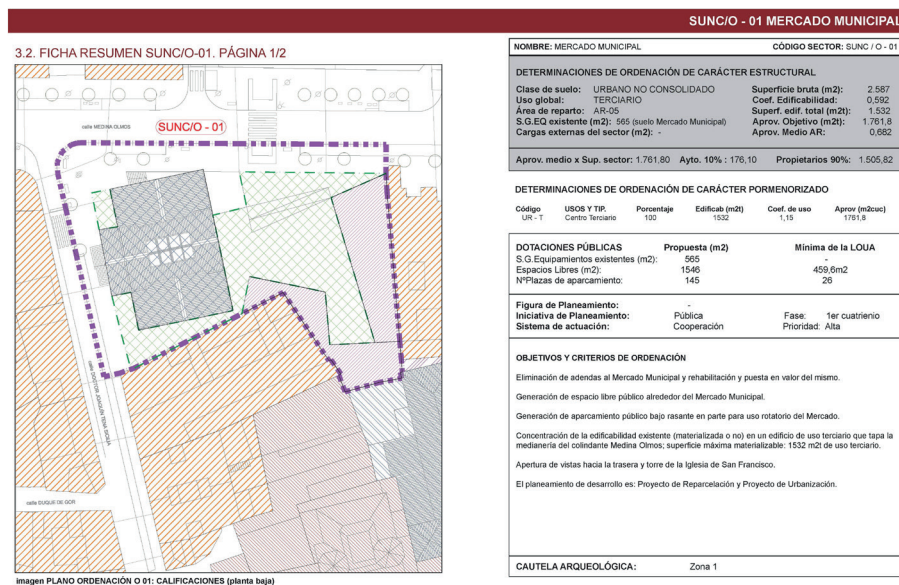 SUNC/O - 01 MERCADO MUNICIPAL
3.2. FICHA RESUMEN SUNC/O-01. PÁGINA 1/2
calle MEDINA OLMOS
SUNC/O - 01
calle DOCTOR JOAQUÍN TENA SICILIA
calle DUQUE DE GOR
imagen PLANO ORDENACIÓN O 01: CALIFICACIONES (planta baja)
NOMBRE: MERCADO MUNICIPAL CÓDIGO SECTOR: SUNC / O - 01
DETERMINACIONES DE ORDENACIÓN DE CARÁCTER ESTRUCTURAL
Clase de suelo: URBANO NO CONSOLIDADO Superficie bruta (m2): 2.587
Uso global: TERCIARIO Coef. Edificabilidad: 0,592
Área de reparto: AR-05 Superf. edif. total (m2t): 1.532
S.G.EQ existente (m2): 565 (suelo Mercado Municipal) Aprov. Objetivo (m2t): 1.761,8
Cargas externas del sector (m2): - Aprov. Medio AR: 0,682
Aprov. medio x Sup. sector: 1.761,80 Ayto. 10% : 176,10 Propietarios 90%: 1.505,82
DETERMINACIONES DE ORDENACIÓN DE CARÁCTER PORMENORIZADO
Código USOS Y TIP. Porcentaje Edificab (m2t) Coef. de uso Aprov (m2cuc)
UR - T Centro Terciario 100 1532 1,15 1761,8
DOTACIONES PÚBLICAS Propuesta (m2) Mínima de la LOUA
S.G.Equipamientos existentes (m2): 565 -
Espacios Libres (m2): 1546 459,6m2
NºPlazas de aparcamiento: 145 26
Figura de Planeamiento: -
Iniciativa de Planeamiento: Pública Fase: 1er cuatrienio
Sistema de actuación: Cooperación Prioridad: Alta
OBJETIVOS Y CRITERIOS DE ORDENACIÓN
Eliminación de adendas al Mercado Municipal y rehabilitación y puesta en valor del mismo.
Generación de espacio libre público alrededor del Mercado Municipal.
Generación de aparcamiento público bajo rasante en parte para uso rotatorio del Mercado.
Concentración de la edificabilidad existente (materializada o no) en un edificio de uso terciario que tapa la
medianería del colindante Medina Olmos; superficie máxima materializable: 1532 m2t de uso terciario.
Apertura de vistas hacia la trasera y torre de la Iglesia de San Francisco.
El planeamiento de desarrollo es: Proyecto de Reparcelación y Proyecto de Urbanización.
CAUTELA ARQUEOLÓGICA: Zona 1